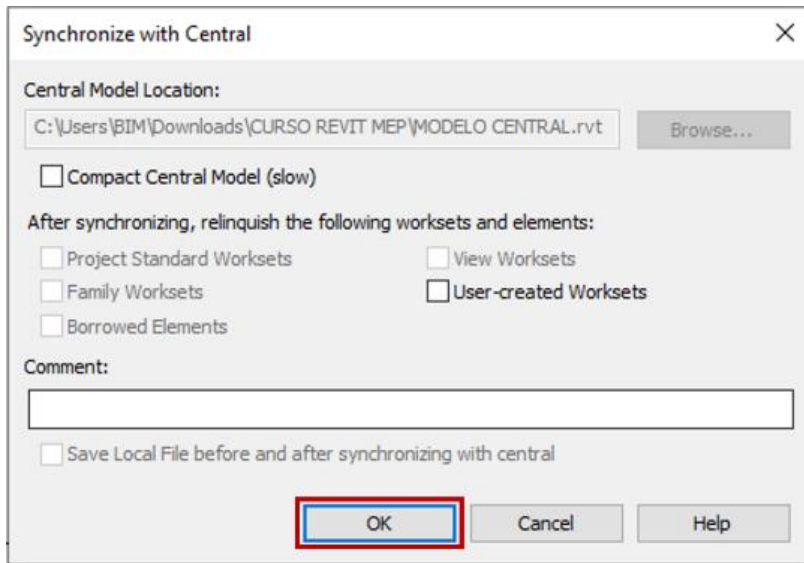 Synchronize with Central
Central Model Location:
C:\Users\BIM\Downloads\CURSO REVIT MEP\MODELO CENTRAL.rvt Browse...
Compact Central Model (slow)
After synchronizing, relinquish the following worksets and elements:
Project Standard Worksets View Worksets
Family Worksets User-created Worksets
Borrowed Elements
Comment:
Save Local File before and after synchronizing with central
OK Cancel Help